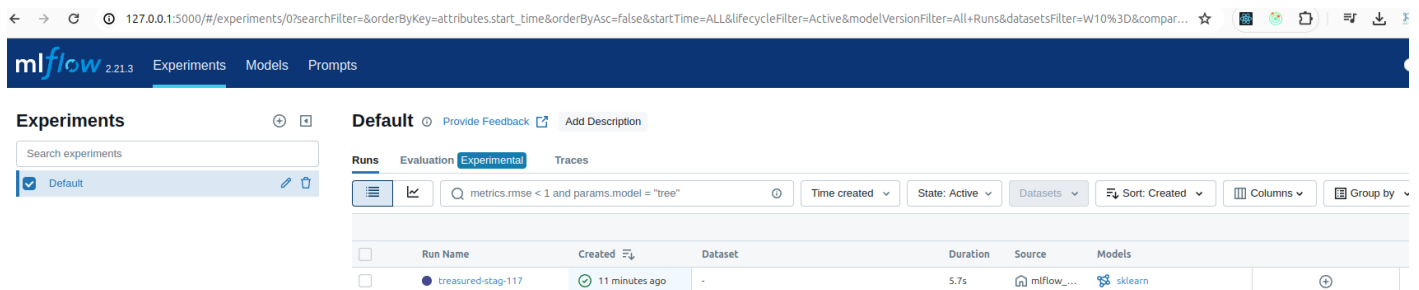 127.0.0.1:5000/#/experiments/0?searchFilter=&orderByKey=attributes.start_time&orderByAsc=false&startTime=ALL&lifecycleFilter=Active&modelVersionFilter=All+Runs&datasetsFilter=W10%3D&compar...
mlflow 2.21.3 Experiments Models Prompts
Experiments
Search experiments
Default
Default Provide Feedback Add Description
Runs Evaluation Experimental Traces
metrics.rmse < 1 and params.model = "tree" Time created State: Active Datasets Sort: Created Columns Group by
Run Name Created Dataset Duration Source Models
treasured-stag-117 11 minutes ago - 5.7s mlflow_... sklearn